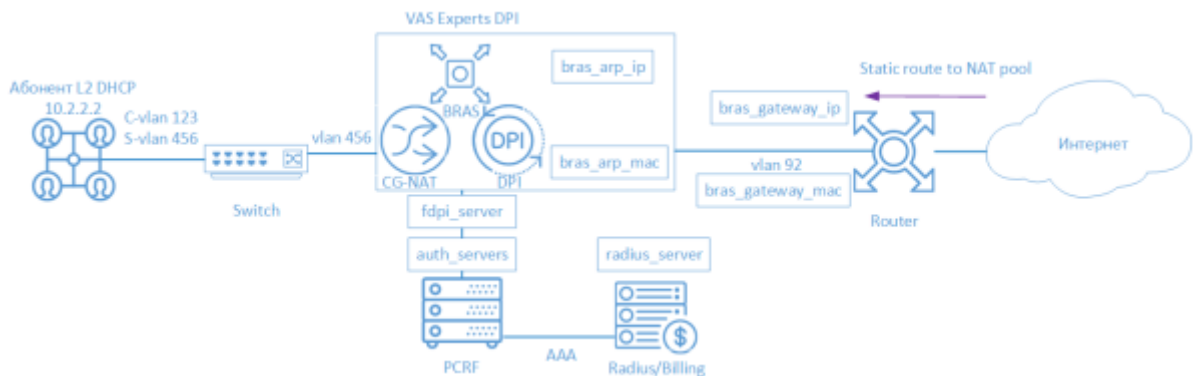 VAS Experts DPI
Абонент L2 DHCP
10.2.2.2
C-vlan 123
S-vlan 456
Switch
vlan 456
BRAS
CG-NAT
DPI
DPI
bras_arp_ip
bras_arp_mac
bras_gateway_ip
vlan 92
bras_gateway_mac
Static route to NAT pool
Router
Интернет
fdpi_server
auth_servers
PCRF
AAA
radius_server
$
Radius/Billing